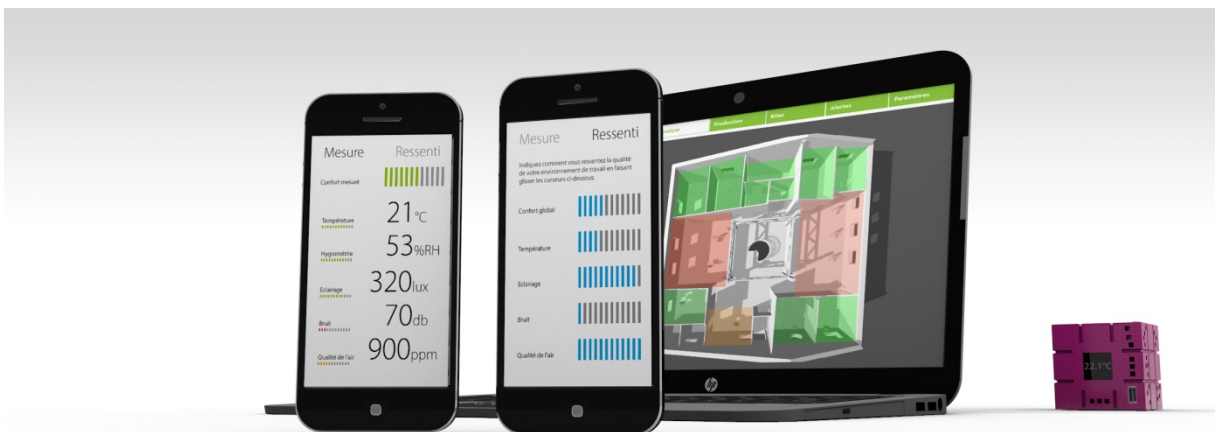 Mesure Ressenti
Confort mesuré
Température 21°C
Hygrométrie 53%RH
Eclairage 320lux
Bruit 70db
Qualité de l'air 900ppm
Mesure Ressenti
Indiquez comment vous ressentez la qualité
de votre environnement de travail en faisant
glisser les curseurs ci-dessous.
Confort global
Température
Eclairage
Bruit
Qualité de l'air
Analyse Production Bilan Alertes Paramètres
hp
22.1°C